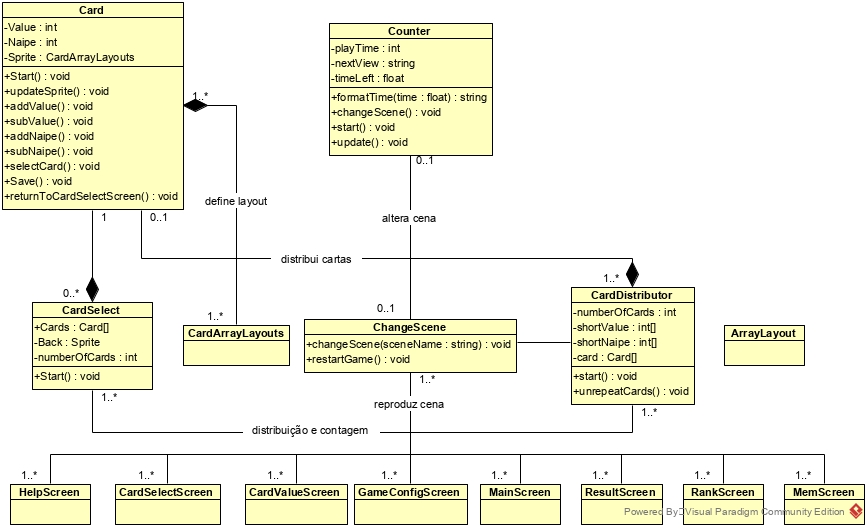 Card
-Value : int
-Naipe : int
-Sprite : CardArrayLayouts
+Start() : void
+updateSprite() : void
+addValue() : void
+subValue() : void
+addNaipe() : void
+subNaipe() : void
+selectCard() : void
+Save() : void
+returnToCardSelectScreen() : void
Counter
-playTime : int
-nextView : string
-timeLeft : float
+formatTime(time : float) : string
+changeScene() : void
+start() : void
+update() : void
1..*
0..1
define layout
altera cena
1
0..1
distribui cartas
0..*
1..*
0..1
1..*
CardSelect
+Cards : Card[]
-Back : Sprite
-numberOfCards : int
+Start() : void
CardArrayLayouts
ChangeScene
+changeScene(sceneName : string) : void
+restartGame() : void
CardDistributor
-numberOfCards : int
-shortValue : int[]
-shortNaipe : int[]
-card : Card[]
+start() : void
+unrepeatCards() : void
ArrayLayout
1..*
1..*
1..*
reproduz cena
distribuição e contagem
1..*
1..*
1..*
1..*
1..*
1..*
1..*
1..*
HelpScreen
CardSelectScreen
CardValueScreen
GameConfigScreen
MainScreen
ResultScreen
RankScreen
MemScreen
Powered By Visual Paradigm Community Edition